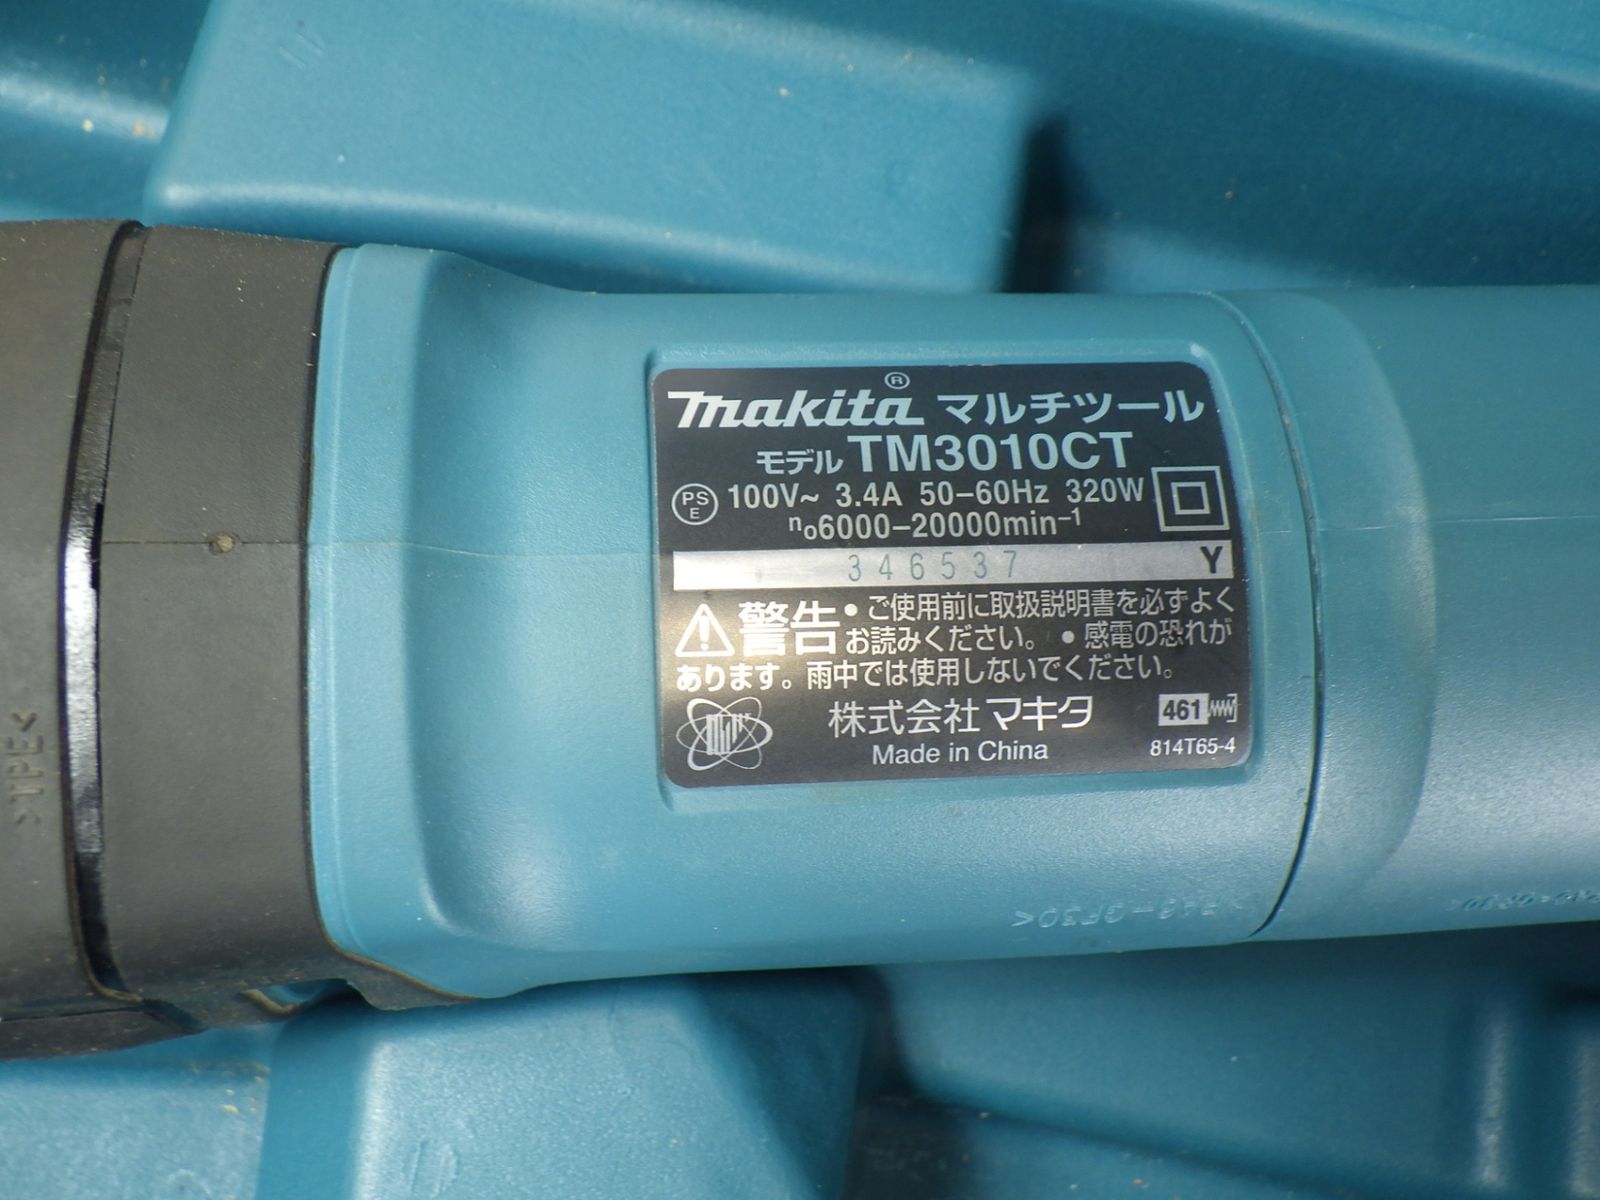 makita® マルチツール
モデル TM3010CT
PS E 100V~ 3.4A 50-60Hz 320W
n₀6000-20000min⁻¹
346537 Y
警告 • ご使用前に取扱説明書を必ずよく
お読みください。 • 感電の恐れが
あります。雨中では使用しないでください。
株式会社マキタ 461
Made in China 814T65-4
>TPE<